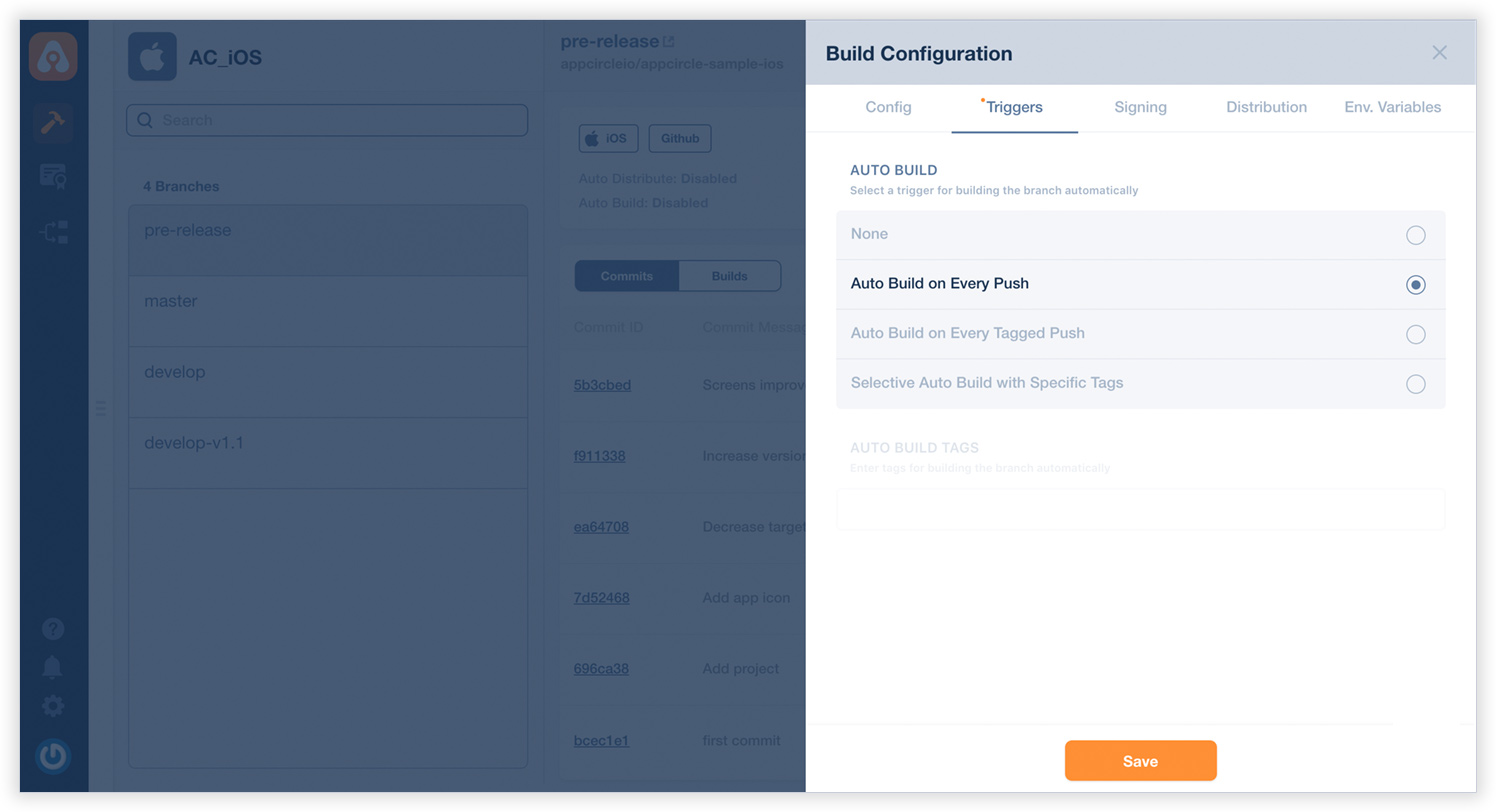 AC_iOS
Search
4 Branches
pre-release
master
develop
develop-v1.1
pre-release
appcircleio/appcircle-sample-ios
iOS Github
Auto Distribute: Disabled
Auto Build: Disabled
Commits Builds
Commit ID Commit Messa
5b3cbed Screens improv
f911338 Increase version
ea64708 Decrease target
7d52468 Add app icon
696ca38 Add project
bcec1e1 first commit
Build Configuration
Config Triggers Signing Distribution Env. Variables
AUTO BUILD
Select a trigger for building the branch automatically
None
Auto Build on Every Push
Auto Build on Every Tagged Push
Selective Auto Build with Specific Tags
AUTO BUILD TAGS
Enter tags for building the branch automatically
Save